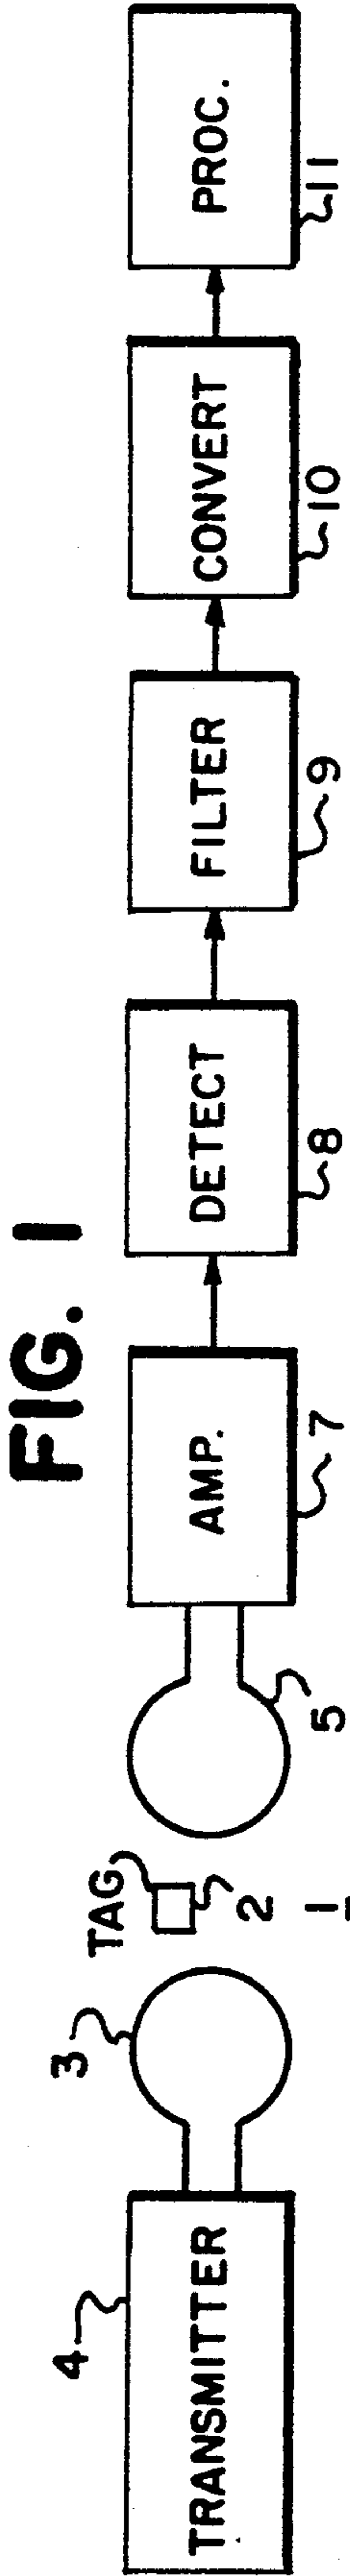 FIG. 1
4
TRANSMITTER
3
TAG
2
1
5
AMP.
7
DETECT
8
FILTER
9
CONVERT
10
PROC.
11